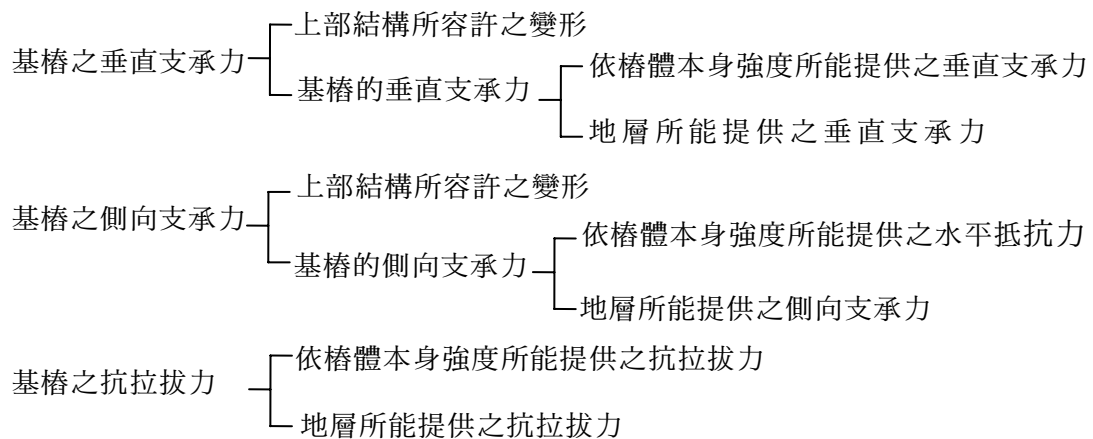 上部結構所容許之變形
基樁之垂直支承力
依樁體本身強度所能提供之垂直支承力
基樁的垂直支承力
地層所能提供之垂直支承力
上部結構所容許之變形
基樁之側向支承力
依樁體本身強度所能提供之水平抵抗力
基樁的側向支承力
地層所能提供之側向支承力
依樁體本身強度所能提供之抗拉拔力
基樁之抗拉拔力
地層所能提供之抗拉拔力